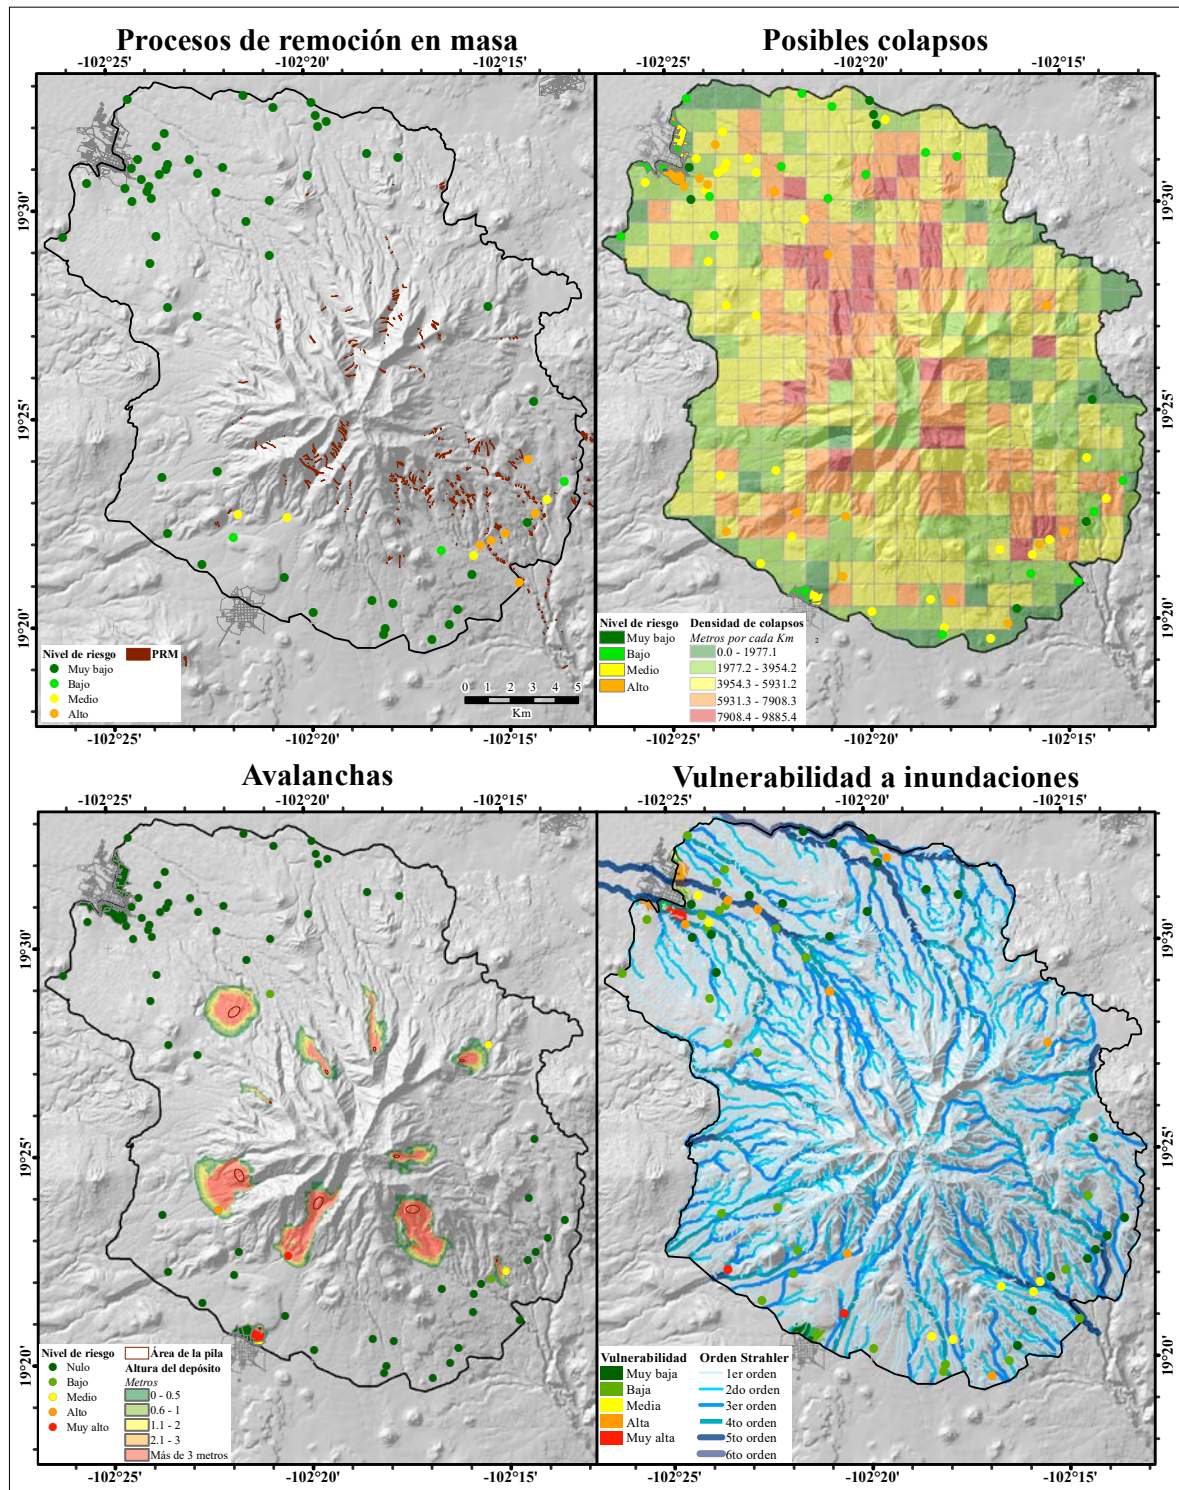 Procesos de remoción en masa
Posibles colapsos
-102°25' -102°20' -102°15'
-102°25' -102°20' -102°15'
19°30'
19°25'
19°20'
19°30'
19°25'
19°20'
Nivel de riesgo
Muy bajo
Bajo
Medio
Alto
PRM
0 1 2 3 4 5
Km
Nivel de riesgo
Muy bajo
Bajo
Medio
Alto
Densidad de colapsos
Metros por cada Km
0.0 - 1977.1
1977.2 - 3954.2
3954.3 - 5931.2
5931.3 - 7908.3
7908.4 - 9885.4
2
-102°25' -102°20' -102°15'
-102°25' -102°20' -102°15'
Avalanchas
Vulnerabilidad a inundaciones
-102°25' -102°20' -102°15'
-102°25' -102°20' -102°15'
19°30'
19°25'
19°20'
19°30'
19°25'
19°20'
Nivel de riesgo
Nulo
Bajo
Medio
Alto
Muy alto
Área de la pila
Altura del depósito
Metros
0 - 0.5
0.6 - 1
1.1 - 2
2.1 - 3
Más de 3 metros
Vulnerabilidad
Muy baja
Baja
Media
Alta
Muy alta
Orden Strahler
1er orden
2do orden
3er orden
4to orden
5to orden
6to orden
-102°25' -102°20' -102°15'
-102°25' -102°20' -102°15'